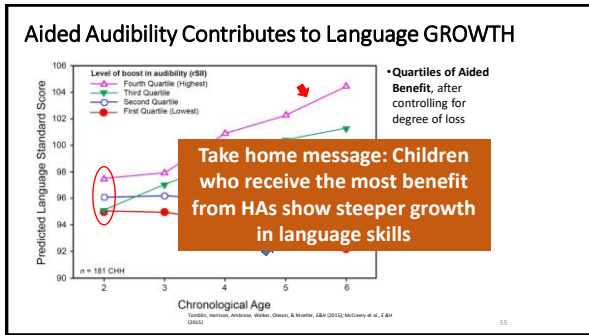 Aided Audibility Contributes to Language GROWTH
106
104
102
100
98
96
94
92
90
Predicted Language Standard Score
Level of boost in audibility (rSII)
Fourth Quartile (Highest)
Third Quartile
Second Quartile
First Quartile (Lowest)
n = 181 CHH
2 3 4 5 6
Chronological Age
•Quartiles of Aided
Benefit, after
controlling for
degree of loss
Take home message: Children
who receive the most benefit
from HAs show steeper growth
in language skills
Tomblin, Harrison, Ambrose, Walker, Oleson, & Moeller, E&H (2015); McCreery et al., E &H
(2015)
55